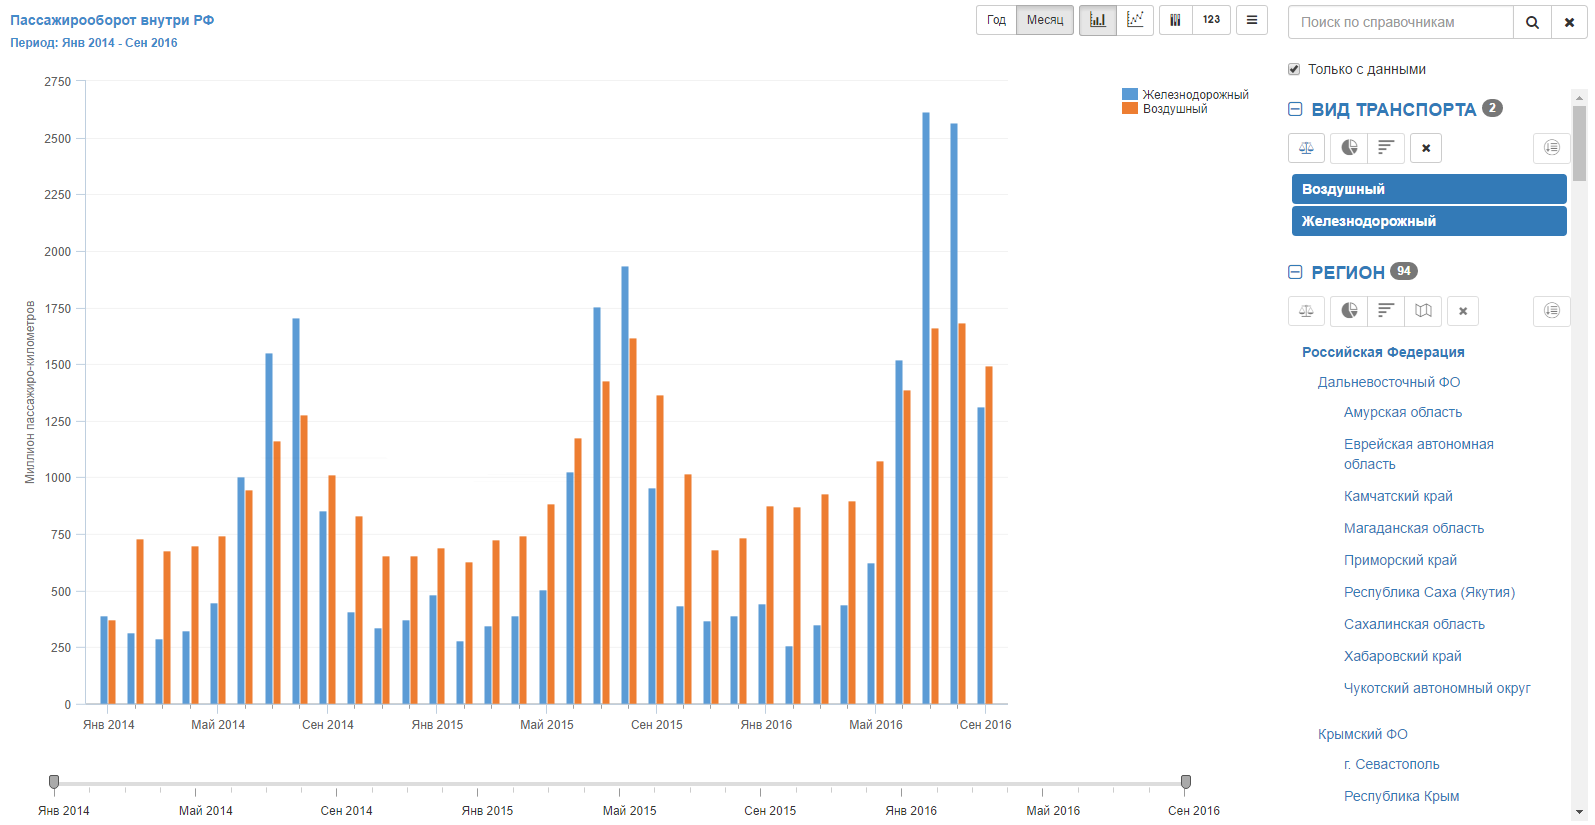 Пассажирооборот внутри РФ
Период: Янв 2014 - Сен 2016
Год Месяц 123
Поиск по справочникам
Только с данными
Железнодорожный
Воздушный
Миллион пассажиро-километров
2750
2500
2250
2000
1750
1500
1250
1000
750
500
250
0
Янв 2014 Май 2014 Сен 2014 Янв 2015 Май 2015 Сен 2015 Янв 2016 Май 2016 Сен 2016
Янв 2014 Май 2014 Сен 2014 Янв 2015 Май 2015 Сен 2015 Янв 2016 Май 2016 Сен 2016
ВИД ТРАНСПОРТА 2
Воздушный
Железнодорожный
РЕГИОН 94
Российская Федерация
Дальневосточный ФО
Амурская область
Еврейская автономная
область
Камчатский край
Магаданская область
Приморский край
Республика Саха (Якутия)
Сахалинская область
Хабаровский край
Чукотский автономный округ
Крымский ФО
г. Севастополь
Республика Крым